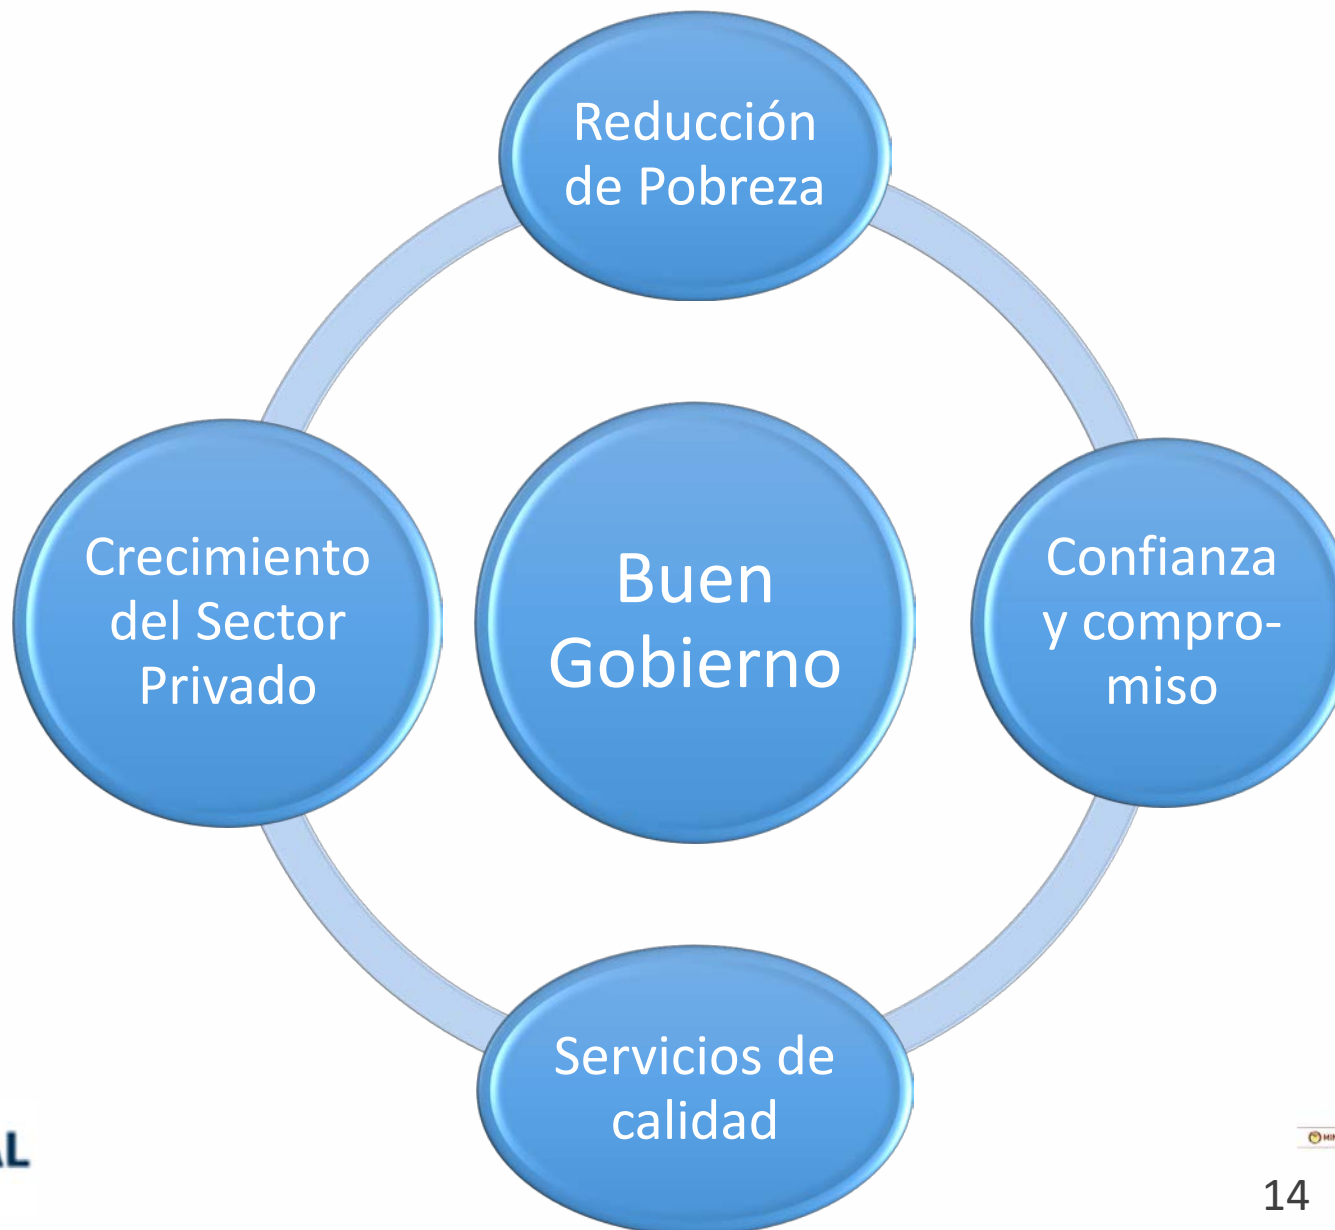 Reducción
de Pobreza
Crecimiento
del Sector
Privado
Buen
Gobierno
Confianza
y compro-
miso
Servicios de
calidad
14